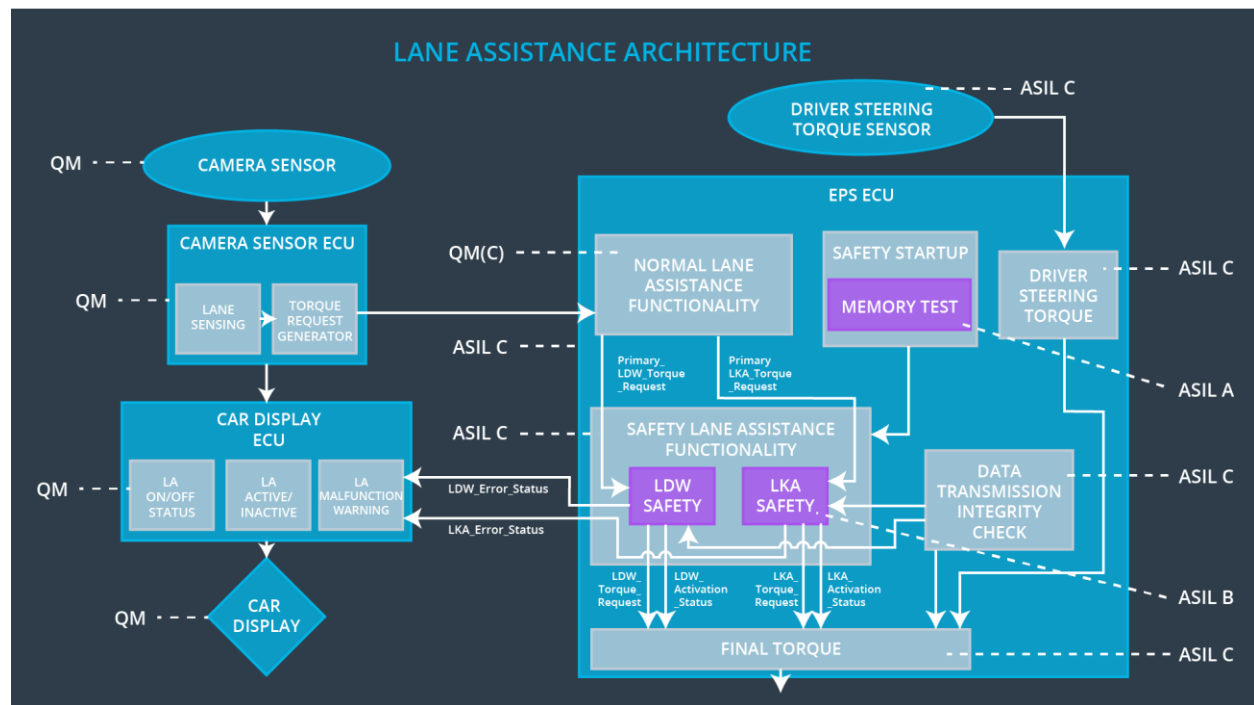 LANE ASSISTANCE ARCHITECTURE
ASIL C
DRIVER STEERING
TORQUE SENSOR
QM
CAMERA SENSOR
EPS ECU
CAMERA SENSOR ECU
QM(C)
NORMAL LANE
ASSISTANCE
FUNCTIONALITY
SAFETY STARTUP
MEMORY TEST
DRIVER
STEERING
TORQUE
ASIL C
QM
LANE
SENSING
TORQUE
REQUEST
GENERATOR
ASIL C
Primary_
LDW_Torque
_Request
Primary
LKA_Torque
_Request
ASIL A
CAR DISPLAY
ECU
ASIL C
SAFETY LANE ASSISTANCE
FUNCTIONALITY
QM
LA
ON/OFF
STATUS
LA
ACTIVE/
INACTIVE
LA
MALFUNCTION
WARNING
LDW_Error_Status
LKA_Error_Status
LDW
SAFETY
LKA
SAFETY
DATA
TRANSMISSION
INTEGRITY
CHECK
ASIL C
LDW_
Torque_
Request
LDW_
Activation
_Status
LKA_
Torque_
Request
LKA_
Activation
_Status
ASIL B
QM
CAR
DISPLAY
FINAL TORQUE
ASIL C